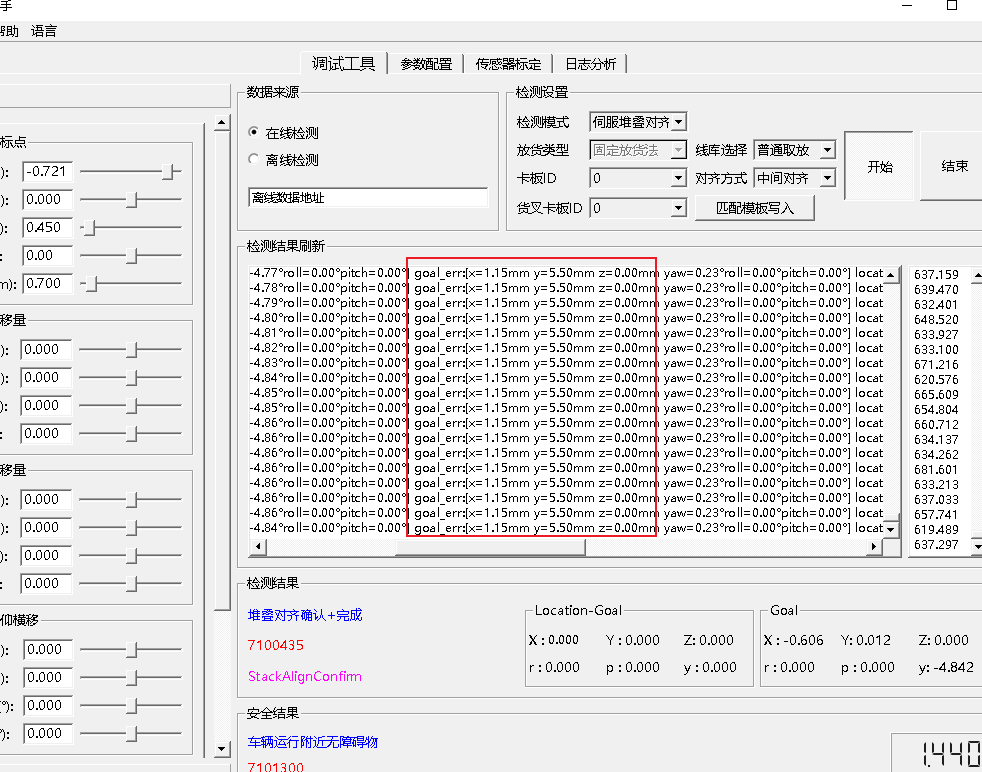 手
帮助 语言
调试工具 参数配置 传感器标定 日志分析
数据来源
在线检测
离线检测
离线数据地址
检测设置
检测模式 伺服堆叠对齐
放货类型 固定放货法 线库选择 普通取放
卡板ID 0 对齐方式 中间对齐
货叉卡板ID 0 匹配模板写入
开始
结束
标点
): -0.721
): 0.000
): 0.450
: 0.00
m): 0.700
移量
): 0.000
): 0.000
): 0.000
: 0.000
移量
): 0.000
): 0.000
): 0.000
: 0.000
仰横移
): 0.000
): 0.000
(°): 0.000
°): 0.000
检测结果刷新
-4.77°roll=0.00°pitch=0.00°] goal_err:[x=1.15mm y=5.50mm z=0.00mm yaw=0.23°roll=0.00°pitch=0.00°] locat
-4.78°roll=0.00°pitch=0.00°] goal_err:[x=1.15mm y=5.50mm z=0.00mm yaw=0.23°roll=0.00°pitch=0.00°] locat
-4.79°roll=0.00°pitch=0.00°] goal_err:[x=1.15mm y=5.50mm z=0.00mm yaw=0.23°roll=0.00°pitch=0.00°] locat
-4.80°roll=0.00°pitch=0.00°] goal_err:[x=1.15mm y=5.50mm z=0.00mm yaw=0.23°roll=0.00°pitch=0.00°] locat
-4.81°roll=0.00°pitch=0.00°] goal_err:[x=1.15mm y=5.50mm z=0.00mm yaw=0.23°roll=0.00°pitch=0.00°] locat
-4.82°roll=0.00°pitch=0.00°] goal_err:[x=1.15mm y=5.50mm z=0.00mm yaw=0.23°roll=0.00°pitch=0.00°] locat
-4.83°roll=0.00°pitch=0.00°] goal_err:[x=1.15mm y=5.50mm z=0.00mm yaw=0.23°roll=0.00°pitch=0.00°] locat
-4.84°roll=0.00°pitch=0.00°] goal_err:[x=1.15mm y=5.50mm z=0.00mm yaw=0.23°roll=0.00°pitch=0.00°] locat
-4.85°roll=0.00°pitch=0.00°] goal_err:[x=1.15mm y=5.50mm z=0.00mm yaw=0.23°roll=0.00°pitch=0.00°] locat
-4.85°roll=0.00°pitch=0.00°] goal_err:[x=1.15mm y=5.50mm z=0.00mm yaw=0.23°roll=0.00°pitch=0.00°] locat
-4.86°roll=0.00°pitch=0.00°] goal_err:[x=1.15mm y=5.50mm z=0.00mm yaw=0.23°roll=0.00°pitch=0.00°] locat
-4.86°roll=0.00°pitch=0.00°] goal_err:[x=1.15mm y=5.50mm z=0.00mm yaw=0.23°roll=0.00°pitch=0.00°] locat
-4.86°roll=0.00°pitch=0.00°] goal_err:[x=1.15mm y=5.50mm z=0.00mm yaw=0.23°roll=0.00°pitch=0.00°] locat
-4.86°roll=0.00°pitch=0.00°] goal_err:[x=1.15mm y=5.50mm z=0.00mm yaw=0.23°roll=0.00°pitch=0.00°] locat
-4.86°roll=0.00°pitch=0.00°] goal_err:[x=1.15mm y=5.50mm z=0.00mm yaw=0.23°roll=0.00°pitch=0.00°] locat
-4.86°roll=0.00°pitch=0.00°] goal_err:[x=1.15mm y=5.50mm z=0.00mm yaw=0.23°roll=0.00°pitch=0.00°] locat
-4.86°roll=0.00°pitch=0.00°] goal_err:[x=1.15mm y=5.50mm z=0.00mm yaw=0.23°roll=0.00°pitch=0.00°] locat
-4.84°roll=0.00°pitch=0.00°] goal_err:[x=1.15mm y=5.50mm z=0.00mm yaw=0.23°roll=0.00°pitch=0.00°] locat
637.159
639.470
632.401
648.520
633.927
633.100
671.216
620.576
665.609
654.804
660.712
634.137
634.262
681.601
633.213
637.033
657.741
619.489
637.297
检测结果
堆叠对齐确认+完成
7100435
StackAlignConfirm
Location-Goal
X : 0.000 Y : 0.000 Z: 0.000
r : 0.000 p : 0.000 y : 0.000
Goal
X : -0.606 Y: 0.012 Z: 0.000
r : 0.000 p : 0.000 y: -4.842
安全结果
车辆运行附近无障碍物
7101300
1.440